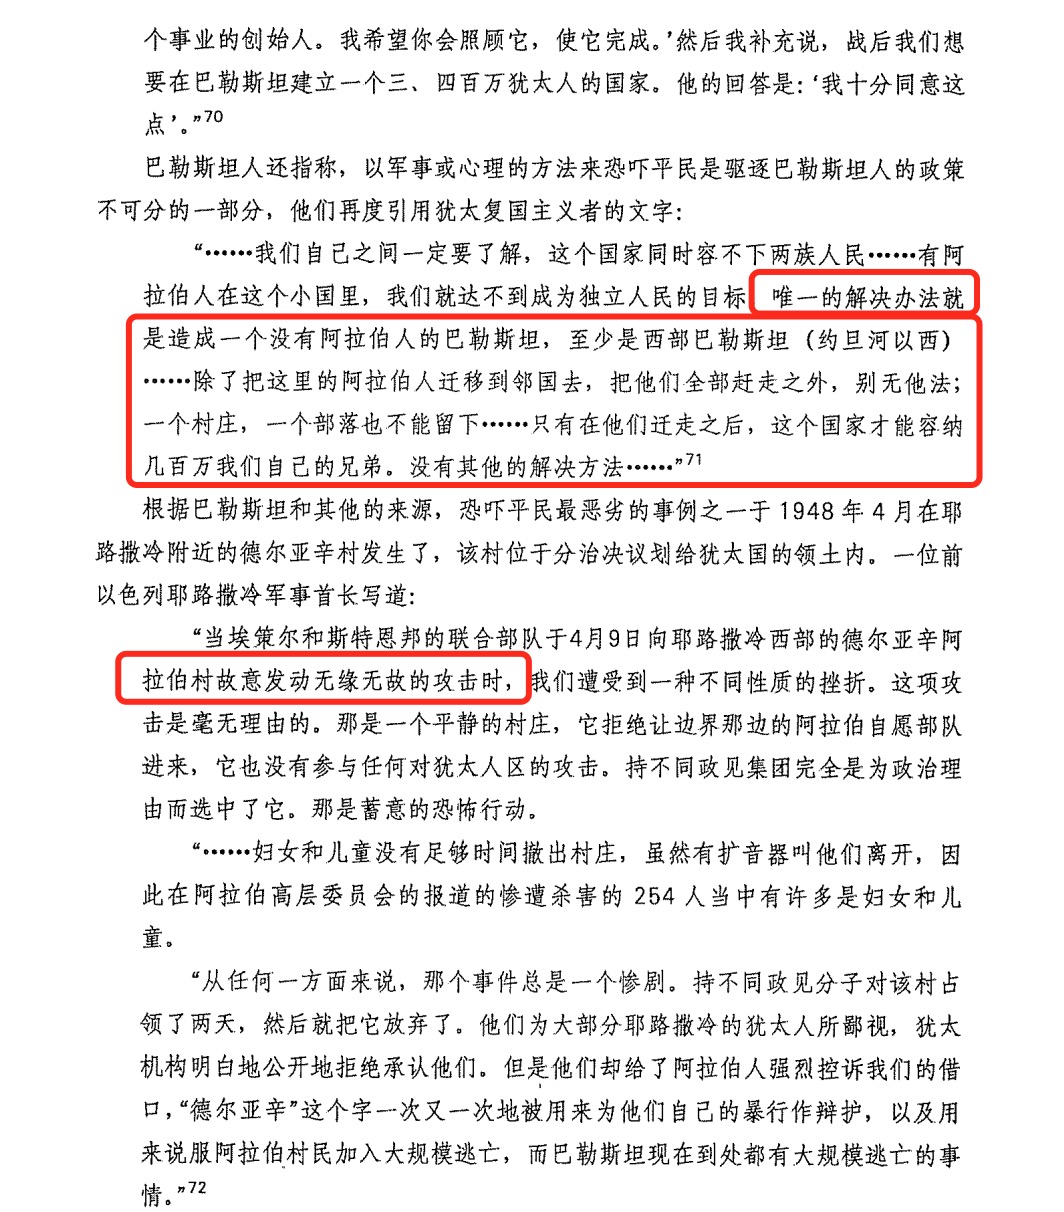 个事业的创始人。我希望你会照顾它，使它完成。’然后我补充说，战后我们想
要在巴勒斯坦建立一个三、四百万犹太人的国家。他的回答是：‘我十分同意这
点’。”70
巴勒斯坦人还指称，以军事或心理的方法来恐吓平民是驱逐巴勒斯坦人的政策
不可分的一部分，他们再度引用犹太复国主义者的文字：
“……我们自己之间一定要了解，这个国家同时容不下两族人民……有阿
拉伯人在这个小国里，我们就达不到成为独立人民的目标 唯一的解决办法就
是造成一个没有阿拉伯人的巴勒斯坦，至少是西部巴勒斯坦（约旦河以西）
……除了把这里的阿拉伯人迁移到邻国去，把他们全部赶走之外，别无他法；
一个村庄，一个部落也不能留下……只有在他们迁走之后，这个国家才能容纳
几百万我们自己的兄弟。没有其他的解决方法……”71
根据巴勒斯坦和其他的来源，恐吓平民最恶劣的事例之一于 1948 年 4 月在耶
路撒冷附近的德尔亚辛村发生了，该村位于分治决议划给犹太国的领土内。一位前
以色列耶路撒冷军事首长写道：
“当埃策尔和斯特恩邦的联合部队于4月9日向耶路撒冷西部的德尔亚辛阿
拉伯村故意发动无缘无故的攻击时，我们遭受到一种不同性质的挫折。这项攻
击是毫无理由的。那是一个平静的村庄，它拒绝让边界那边的阿拉伯自愿部队
进来，它也没有参与任何对犹太人区的攻击。持不同政见集团完全是为政治理
由而选中了它。那是蓄意的恐怖行动。
“……妇女和儿童没有足够时间撤出村庄，虽然有扩音器叫他们离开，因
此在阿拉伯高层委员会的报道的惨遭杀害的 254 人当中有许多是妇女和儿
童。
“从任何一方面来说，那个事件总是一个惨剧。持不同政见分子对该村占
领了两天，然后就把它放弃了。他们为大部分耶路撒冷的犹太人所鄙视，犹太
机构明白地公开地拒绝承认他们。但是他们却给了阿拉伯人强烈控诉我们的借
口，“德尔亚辛”这个字一次又一次地被用来为他们自己的暴行作辩护，以及用
来说服阿拉伯村民加入大规模逃亡，而巴勒斯坦现在到处都有大规模逃亡的事
情。”72